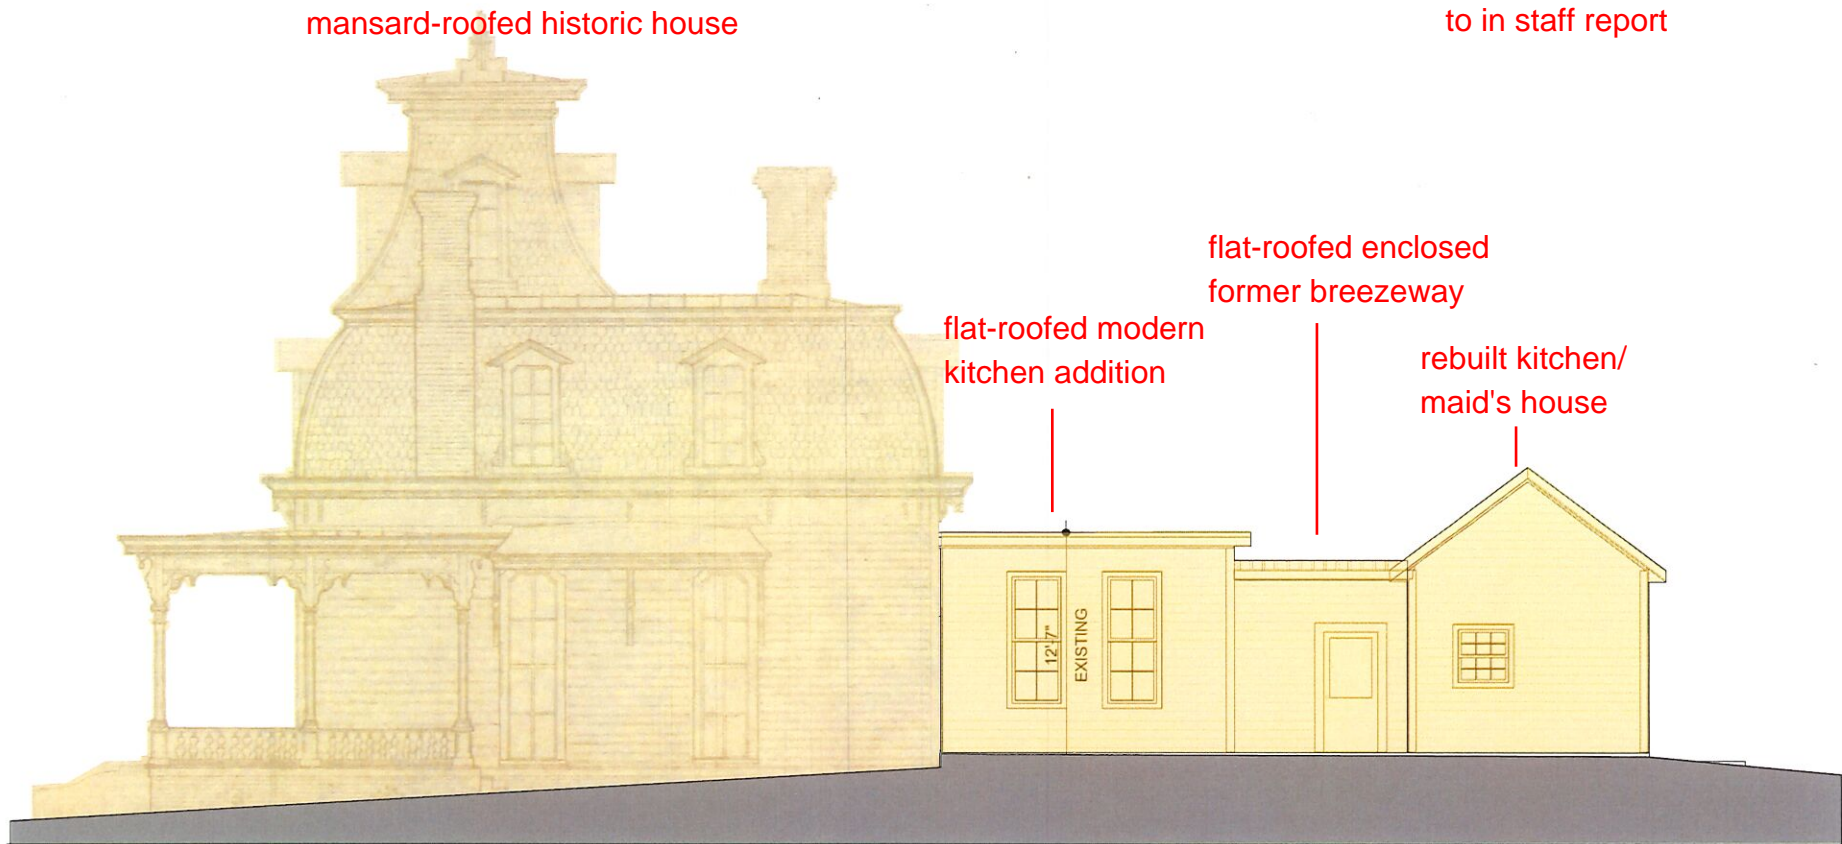 mansard-roofed historic house
to in staff report
flat-roofed enclosed
former breezeway
flat-roofed modern
kitchen addition
rebuilt kitchen/
maid's house
12'-7"
EXISTING